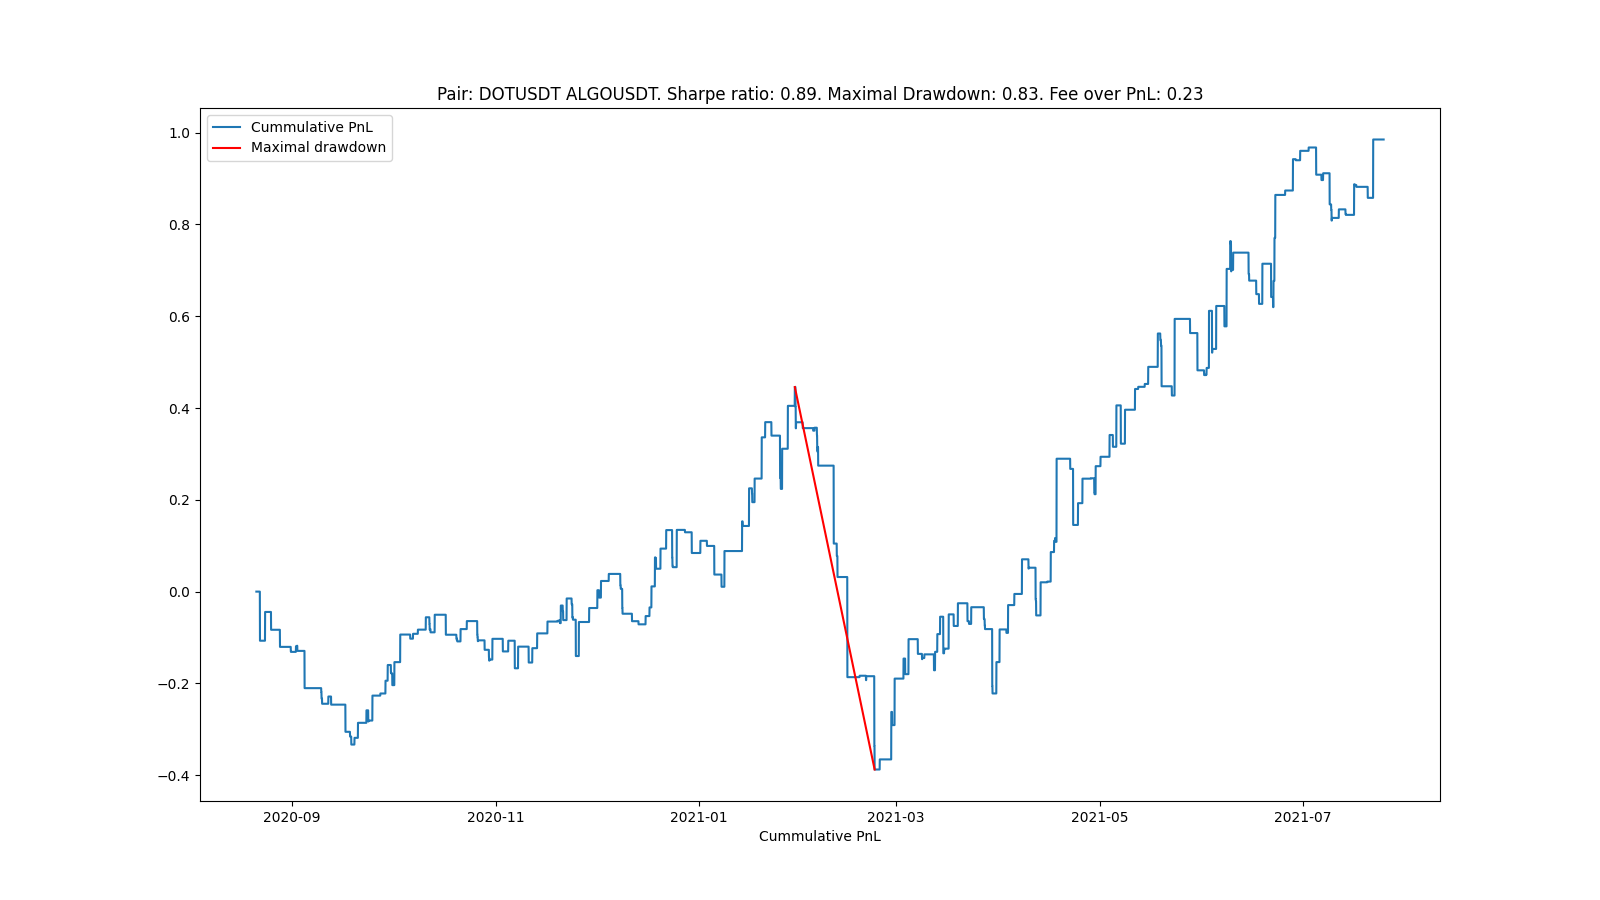 Pair: DOTUSDT ALGOUSDT. Sharpe ratio: 0.89. Maximal Drawdown: 0.83. Fee over PnL: 0.23
Cummulative PnL
Maximal drawdown
1.0
0.8
0.6
0.4
0.2
0.0
−0.2
−0.4
2020-09 2020-11 2021-01 2021-03 2021-05 2021-07
Cummulative PnL